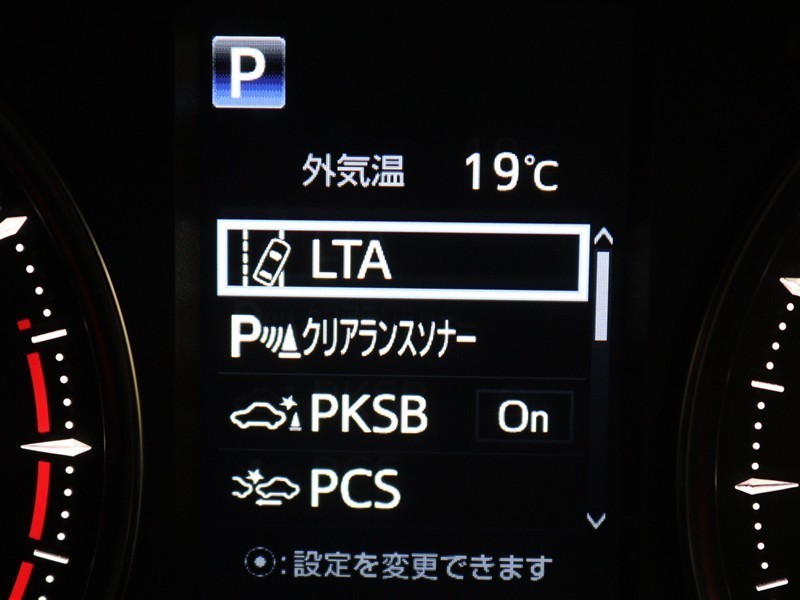 P
外気温 19℃
LTA
Pクリアランスソナー
PKSB On
PCS
:設定を変更できます